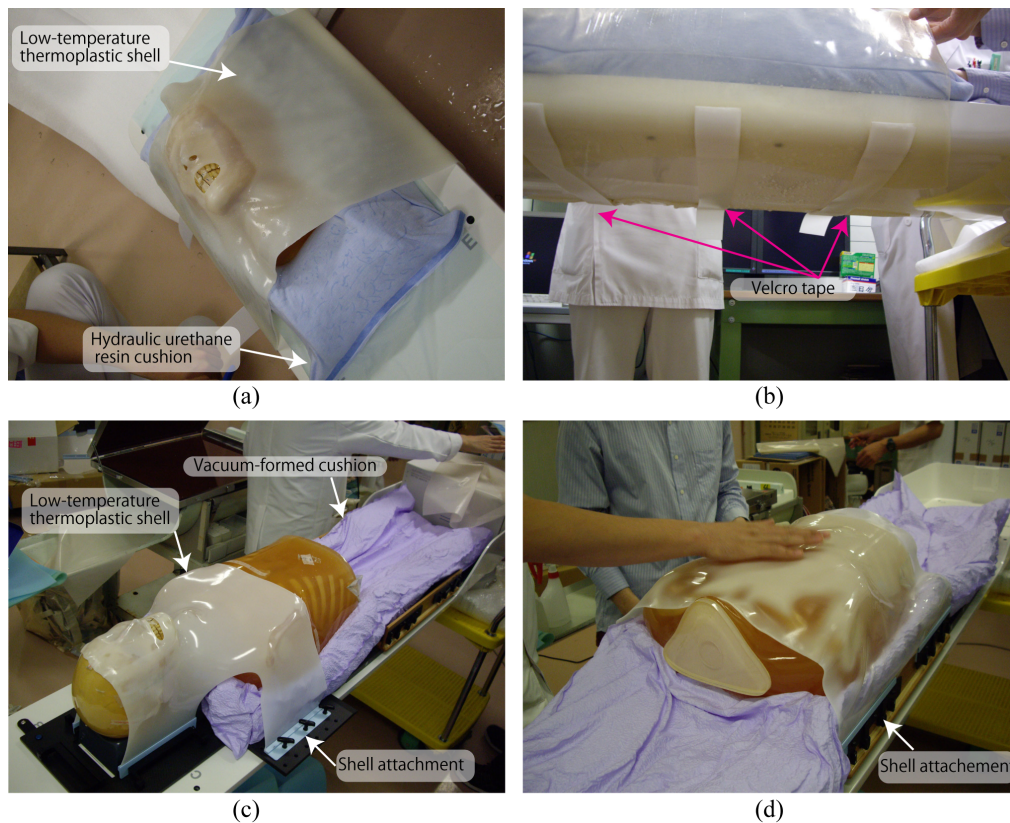 Low-temperature
thermoplastic shell
E
Hydraulic urethane
resin cushion
(a)
Velcro tape
(b)
Vacuum-formed cushion
Low-temperature
thermoplastic shell
Shell attachment
(c)
Shell attachement
(d)